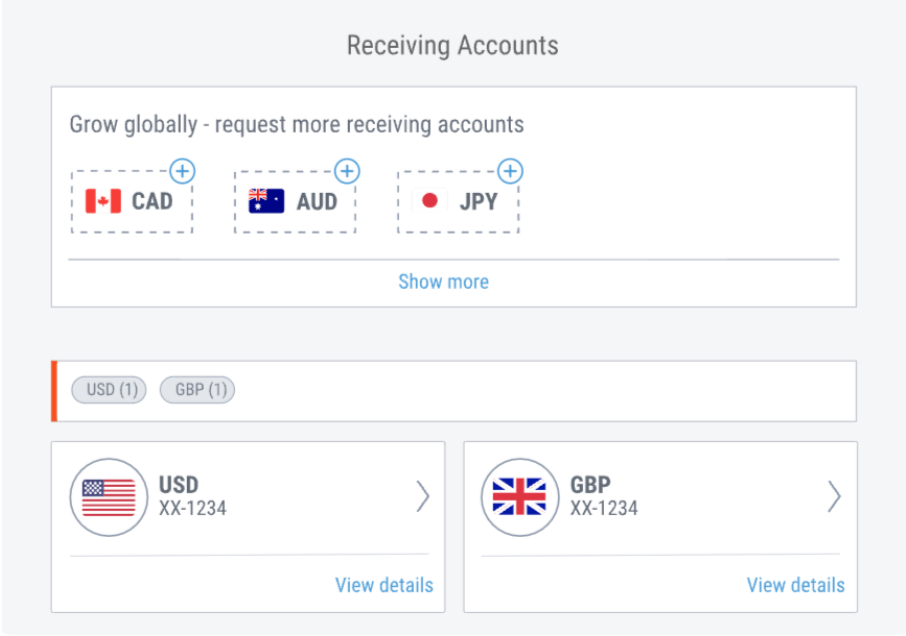 Receiving Accounts
Grow globally - request more receiving accounts
CAD
AUD
JPY
Show more
USD (1)
GBP (1)
USD
XX-1234
View details
GBP
XX-1234
View details